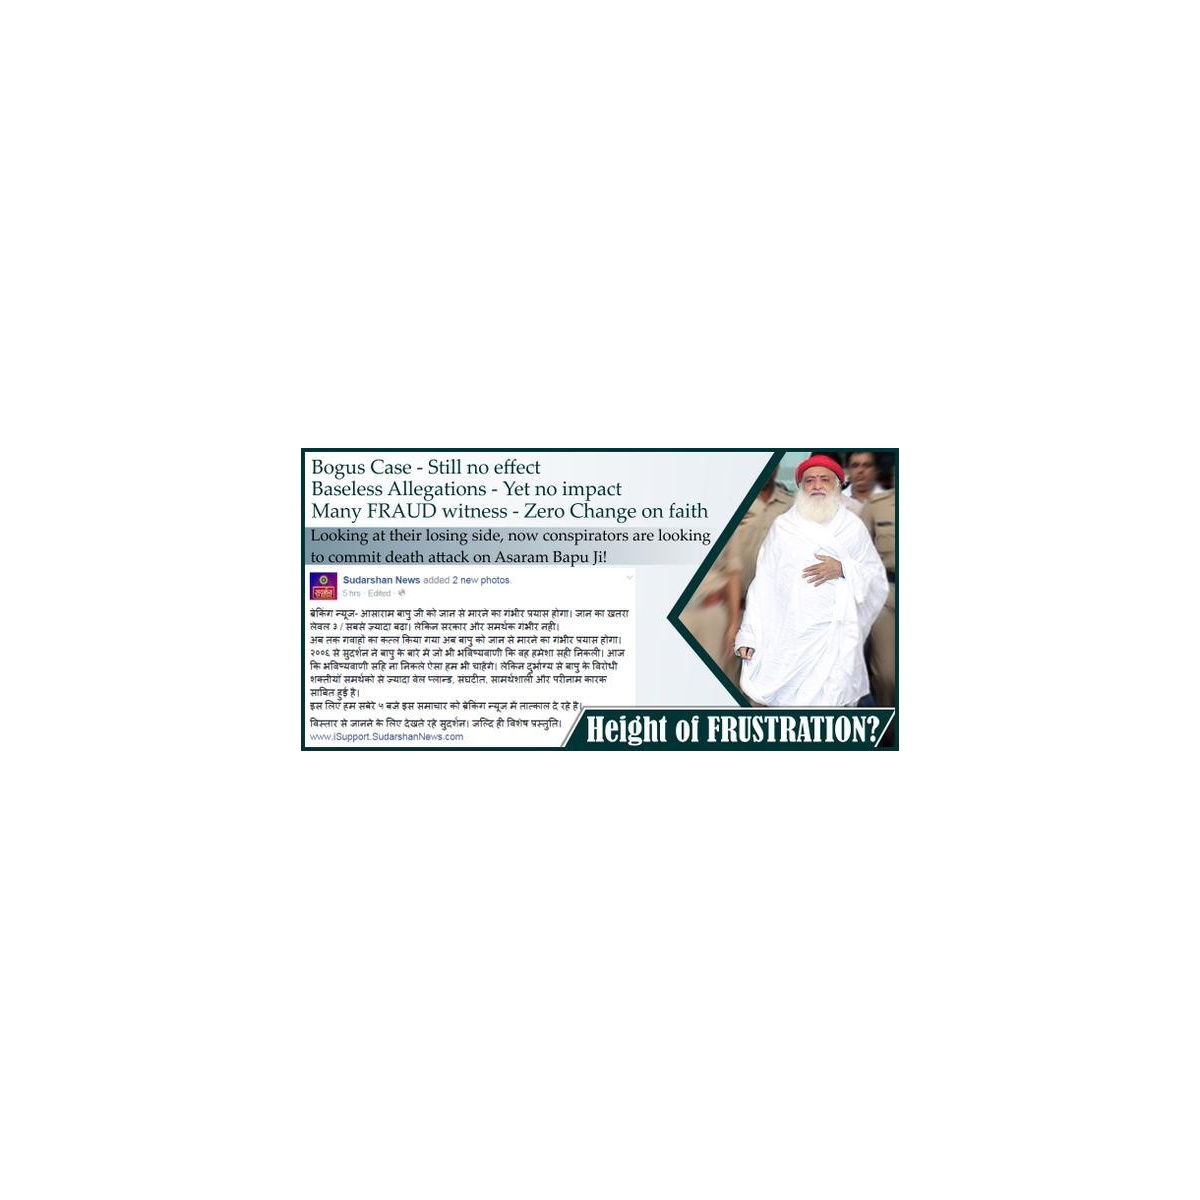 Bogus Case - Still no effect
Baseless Allegations - Yet no impact
Many FRAUD witness - Zero Change on faith
Looking at their losing side, now conspirators are looking
to commit death attack on Asaram Bapu Ji!
सुदर्शन
Sudarshan News added 2 new photos.
5 hrs · Edited ·
ब्रेकिंग न्यूज- आसाराम बापु जी को जान से मारने का गंभीर प्रयास होगा। जान का खतरा
लेवल ३ / सबसे ज्यादा बढा। लेकिन सरकार और समर्थक गंभीर नही।
अब तक गवाहो का कत्ल किया गया अब बापु को जान से मारने का गंभीर प्रयास होगा।
२००६ से सुदर्शन ने बापु के बारे मे जो भी भविष्यवाणी कि वह हमेशा सही निकली। आज
कि भविष्यवाणी सहि ना निकले ऐसा हम भी चाहेंगे। लेकिन दुर्भाग्य से बापु के विरोधी
शक्तीयाँ समर्थको से ज्यादा वेल प्लान्ड, संघटीत, सामर्थशाली और परीनाम कारक
साबित हुई है।
इस लिए हम सबेरे ५ बजे इस समाचार को ब्रेकिंग न्यूज मे तात्काल दे रहे है।
विस्तार से जानने के लिए देखते रहे सुदर्शन। जल्दि ही विशेष प्रस्तुति।
www.iSupport.SudarshanNews.com
Height of FRUSTRATION?